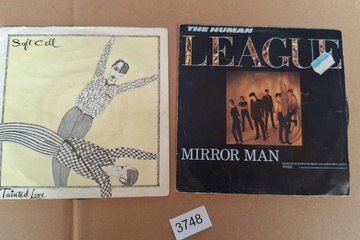 Soft Cell
Tainted Love
THE HUMAN
LEAGUE
MIRROR MAN
3748